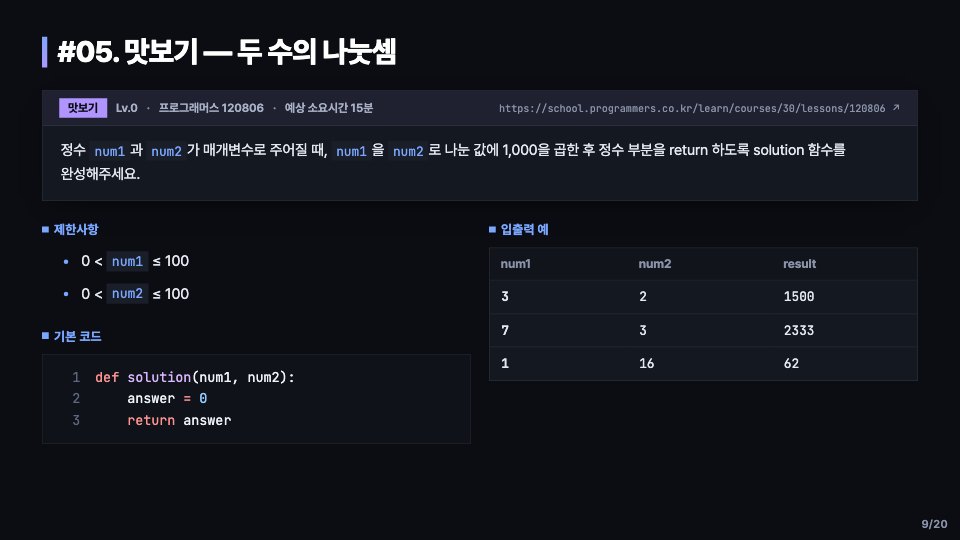 #05. 맛보기 — 두 수의 나눗셈
맛보기 Lv.0 · 프로그래머스 120806 · 예상 소요시간 15분 https://school.programmers.co.kr/learn/courses/30/lessons/120806 ↗
정수 num1 과 num2 가 매개변수로 주어질 때, num1 을 num2 로 나눈 값에 1,000을 곱한 후 정수 부분을 return 하도록 solution 함수를
완성해주세요.
제한사항
• 0 < num1 ≤ 100
• 0 < num2 ≤ 100
기본 코드
1 def solution(num1, num2):
2     answer = 0
3     return answer
입출력 예
num1 num2 result
3 2 1500
7 3 2333
1 16 62
9/20